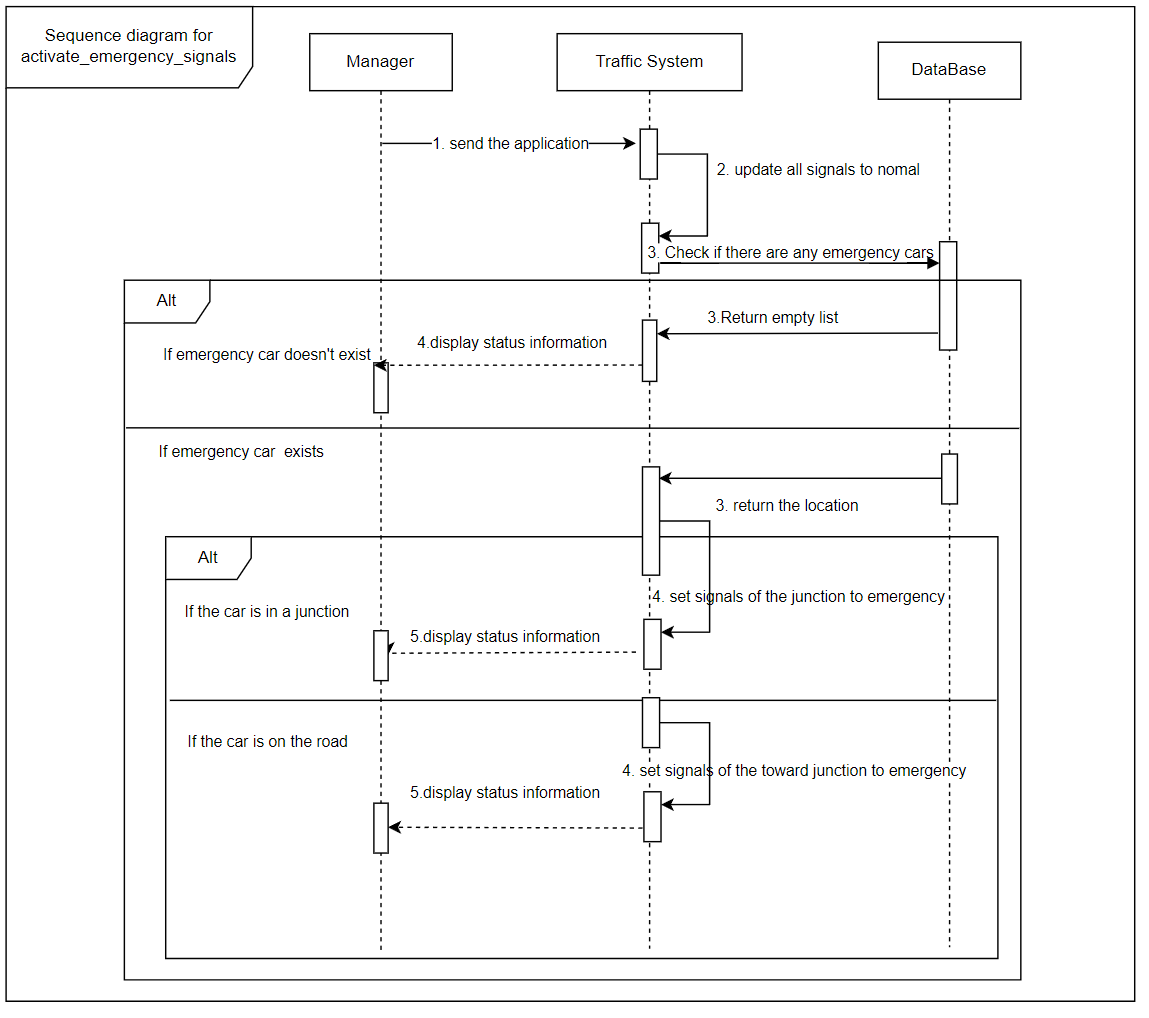 Sequence diagram for
activate_emergency_signals
Manager
Traffic System
DataBase
1. send the application
2. update all signals to nomal
3. Check if there are any emergency cars
Alt
3.Return empty list
4.display status information
If emergency car doesn't exist
If emergency car  exists
3. return the location
Alt
4. set signals of the junction to emergency
If the car is in a junction
5.display status information
If the car is on the road
4. set signals of the toward junction to emergency
5.display status information